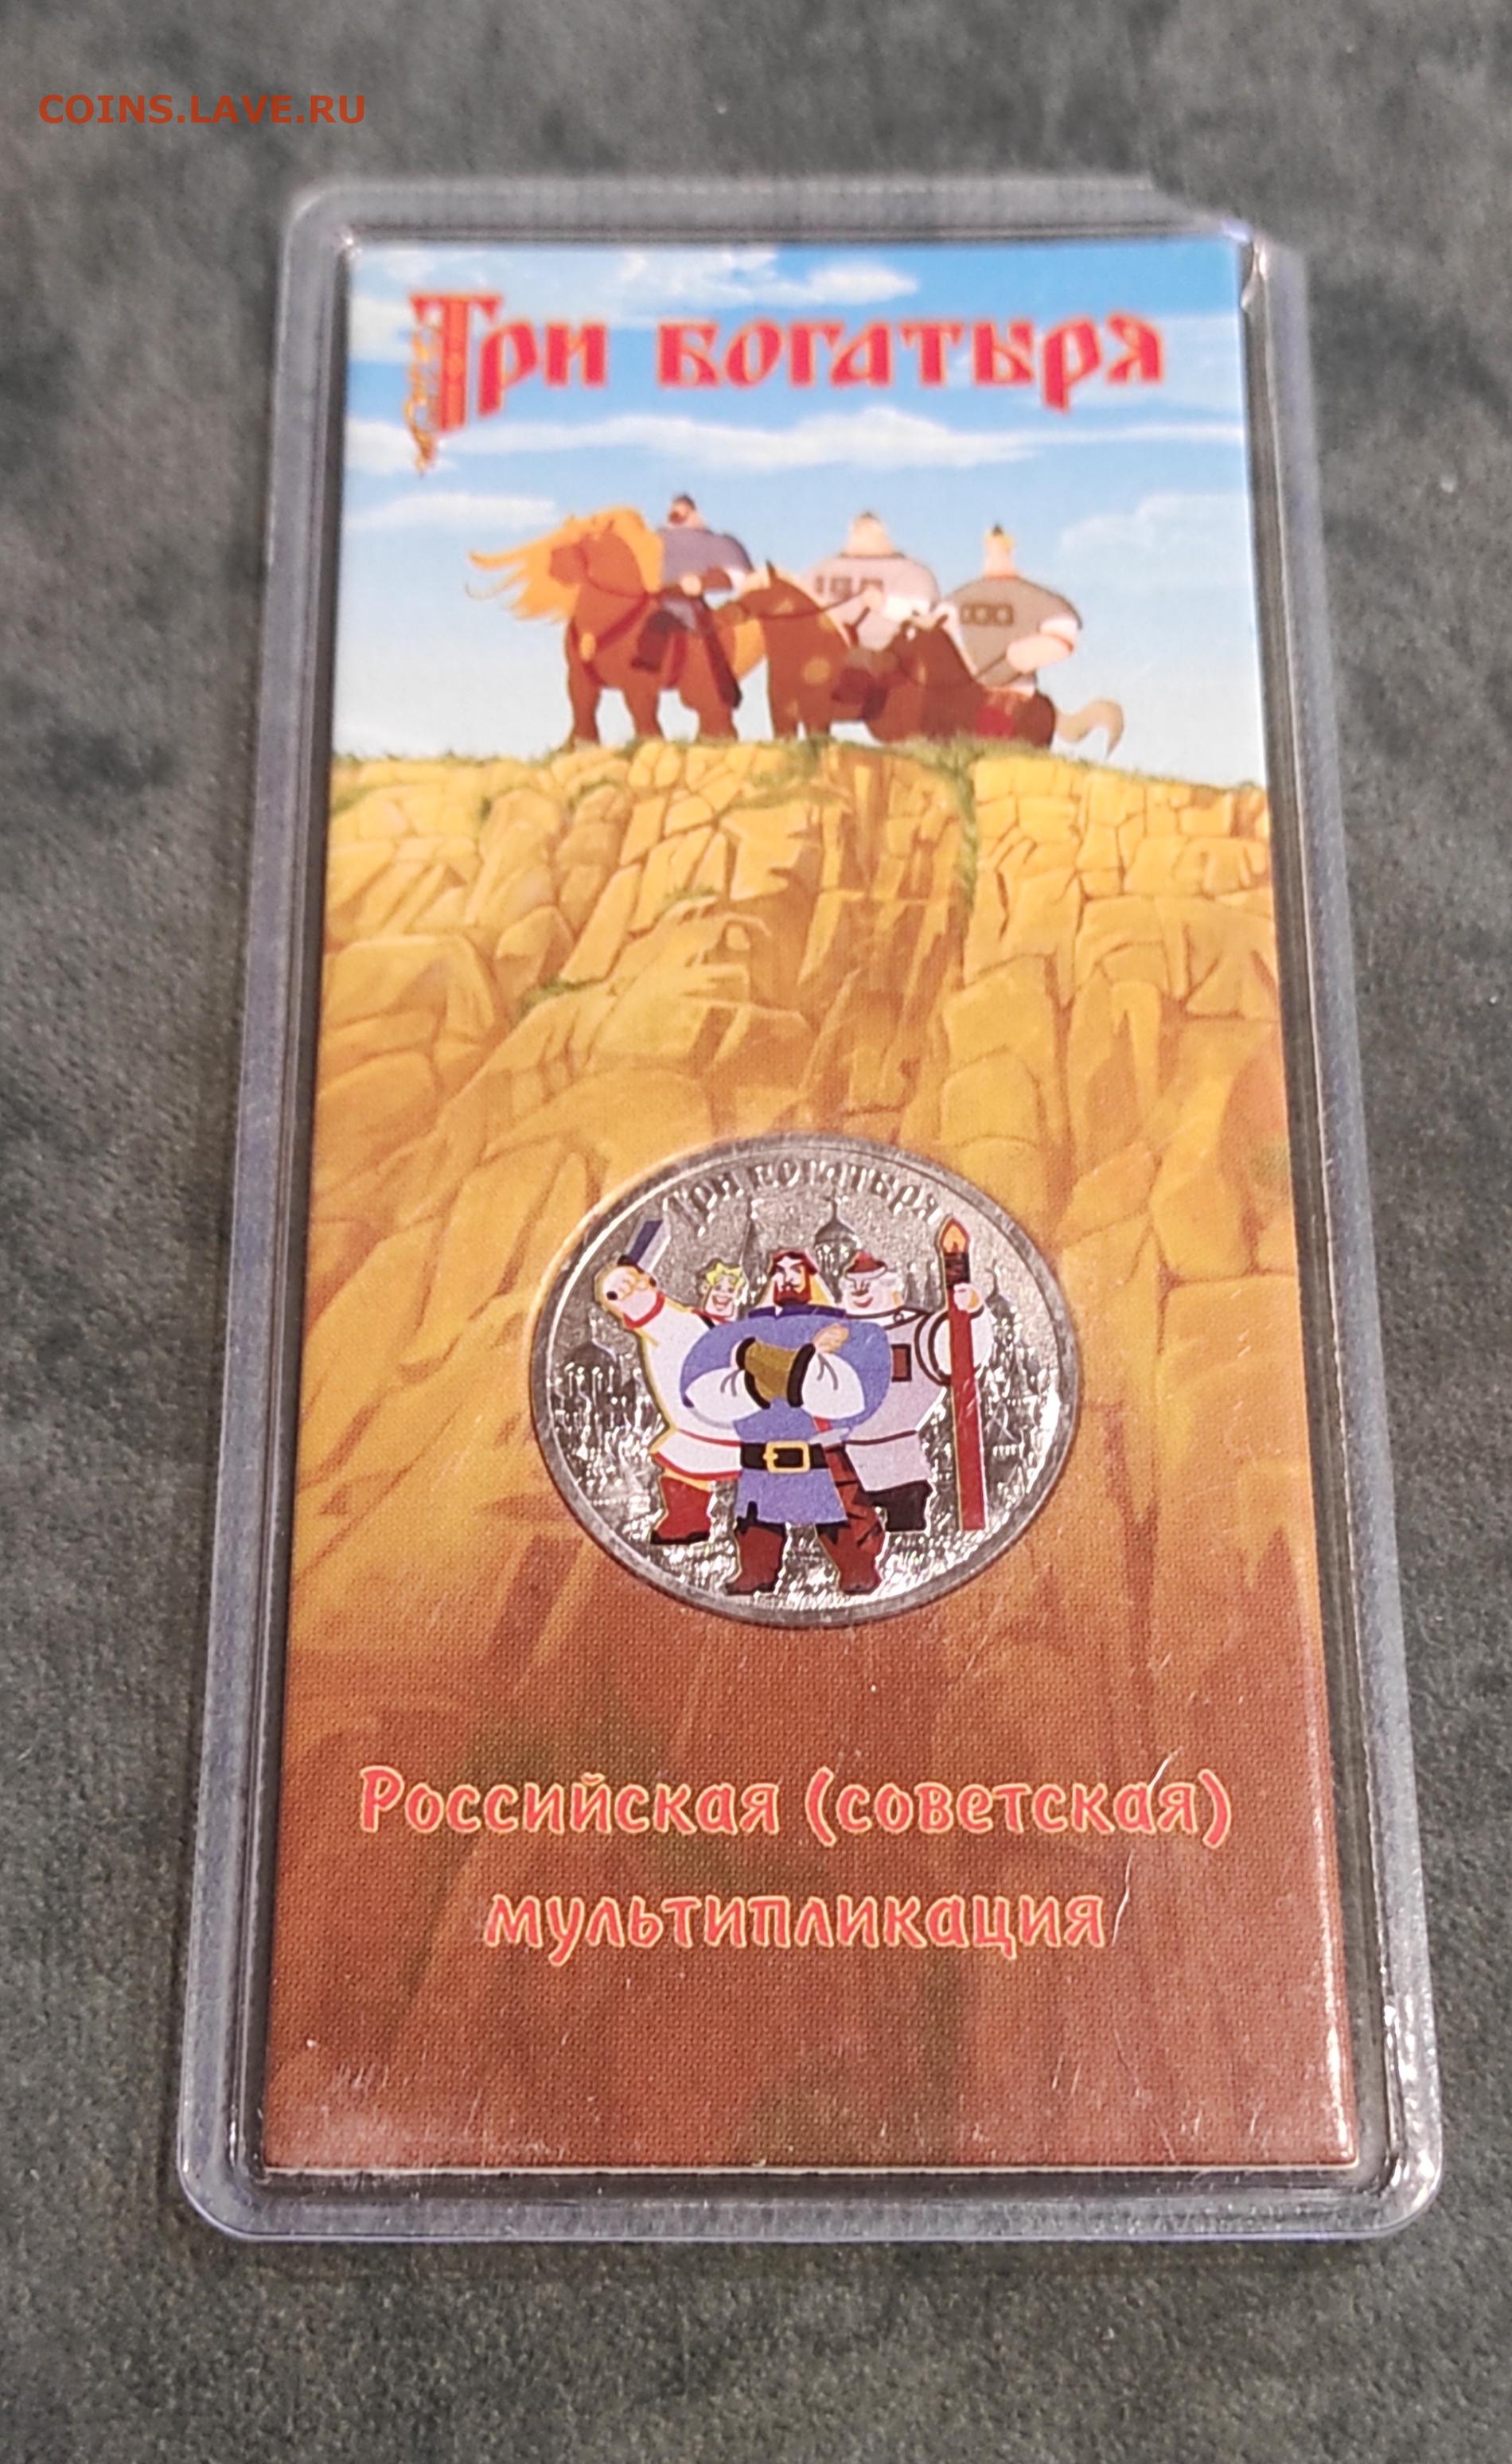 COINS.LAVE.RU
Три богатыря
Три богатыря
Российская (советская)
мультипликация